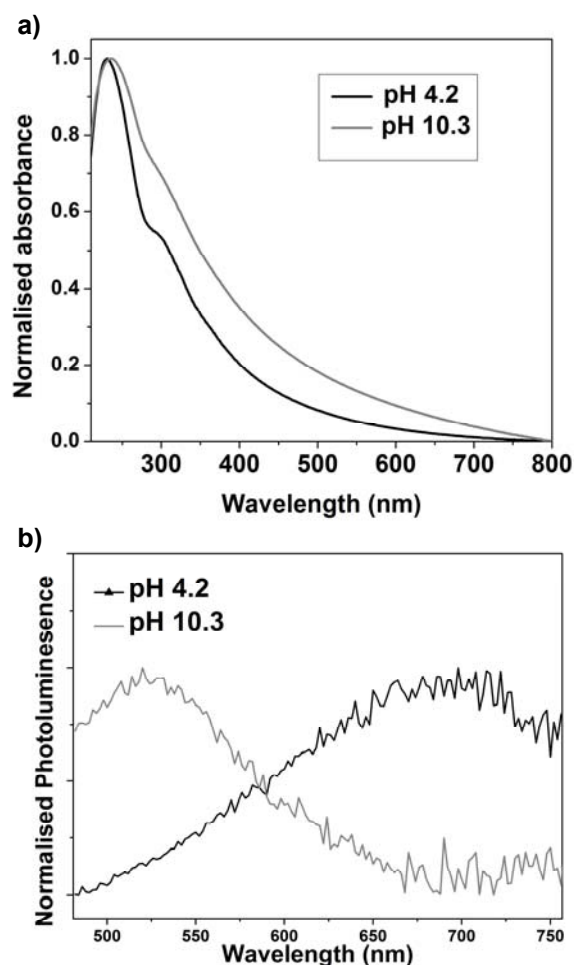 a)
1.0
0.8
0.6
0.4
0.2
0.0
Normalised absorbance
pH 4.2
pH 10.3
300 400 500 600 700 800
Wavelength (nm)
b)
Normalised Photoluminesence
pH 4.2
pH 10.3
500 550 600 650 700 750
Wavelength (nm)